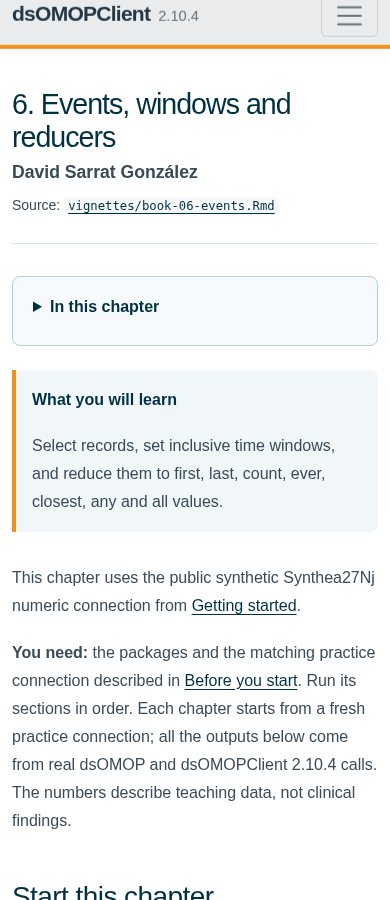 dsOMOPClient 2.10.4
6. Events, windows and
reducers
David Sarrat González
Source: vignettes/book-06-events.Rmd
In this chapter
What you will learn
Select records, set inclusive time windows,
and reduce them to first, last, count, ever,
closest, any and all values.
This chapter uses the public synthetic Synthea27Nj
numeric connection from Getting started.
You need: the packages and the matching practice
connection described in Before you start. Run its
sections in order. Each chapter starts from a fresh
practice connection; all the outputs below come
from real dsOMOP and dsOMOPClient 2.10.4 calls.
The numbers describe teaching data, not clinical
findings.
Start this chapter